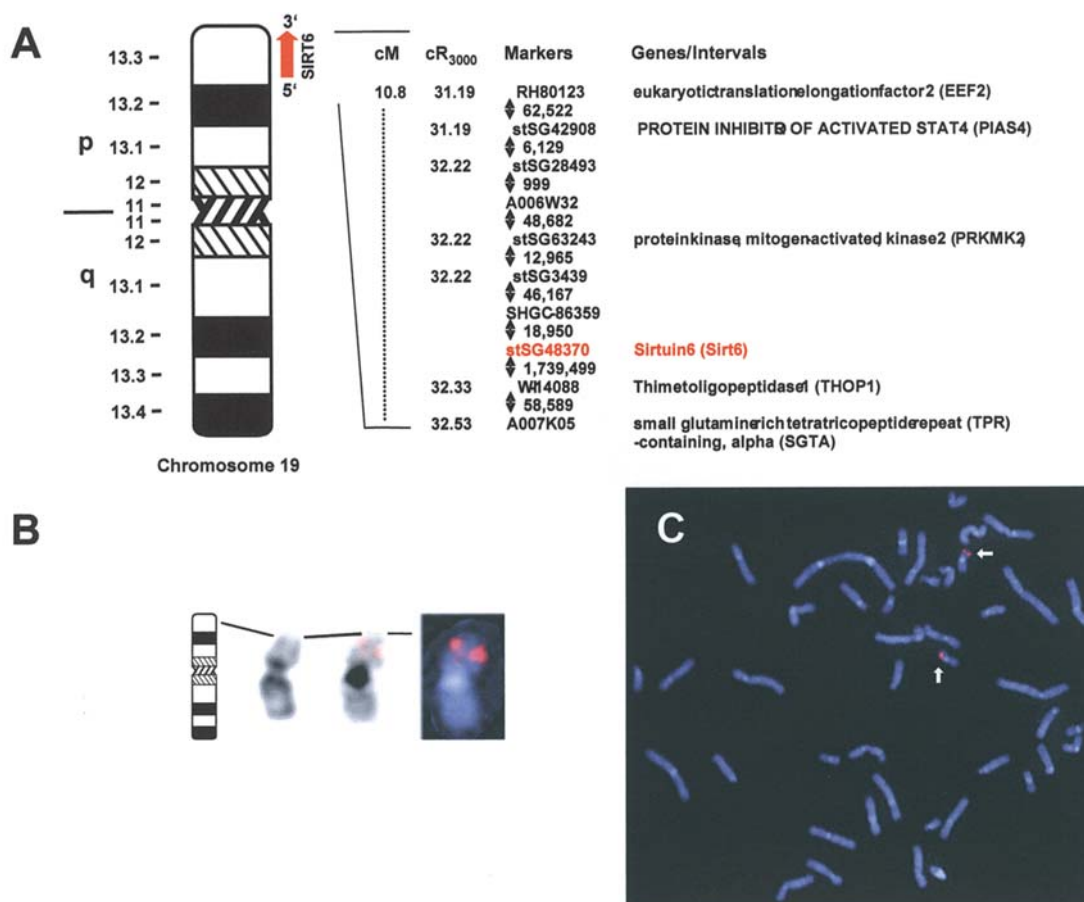 A
3'
SIRT6
5'
13.3
13.2
p
13.1
12
11
11
12
q
13.1
13.2
13.3
13.4
Chromosome 19
cM cR3000 Markers Genes/Intervals
10.8 31.19 RH80123 eukaryotictranslationelongationfactor2 (EEF2)
62,522
31.19 stSG42908 PROTEIN INHIBITR OF ACTIVATED STAT4 (PIAS4)
6,129
32.22 stSG28493
999
A006W32
48,682
32.22 stSG63243 proteinkinase, mitogen-activated, kinase2 (PRKMK2)
12,965
32.22 stSG3439
46,167
SHGC-86359
18,950
stSG48370 Sirtuin6 (Sirt6)
1,739,499
32.33 WI-14088 Thimetoligopeptidase1 (THOP1)
58,589
32.53 A007K05 small glutamine-rich tetratricopeptide repeat (TPR)
-containing, alpha (SGTA)
B
C